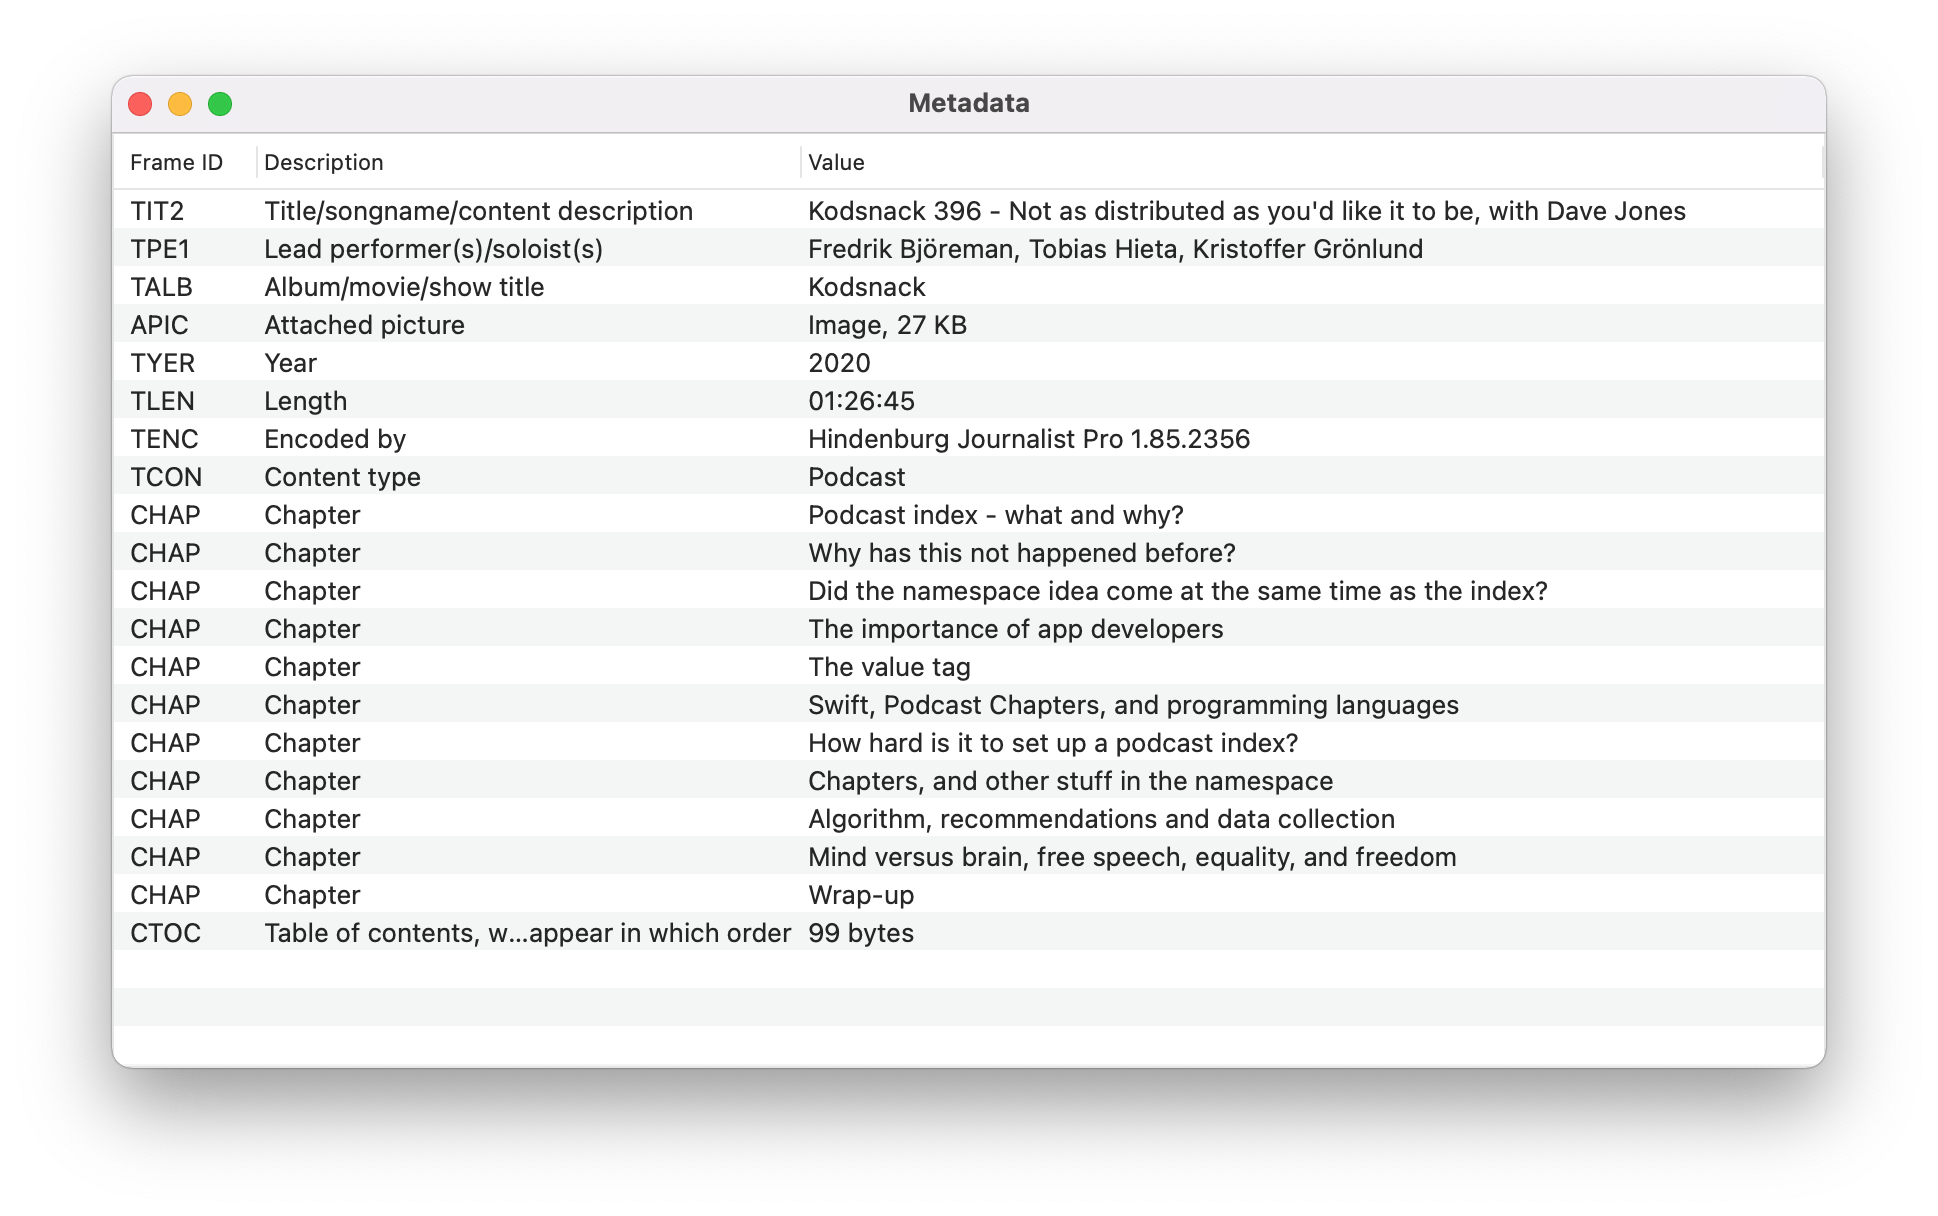 Metadata
Frame ID Description Value
TIT2 Title/songname/content description Kodsnack 396 - Not as distributed as you'd like it to be, with Dave Jones
TPE1 Lead performer(s)/soloist(s) Fredrik Björeman, Tobias Hieta, Kristoffer Grönlund
TALB Album/movie/show title Kodsnack
APIC Attached picture Image, 27 KB
TYER Year 2020
TLEN Length 01:26:45
TENC Encoded by Hindenburg Journalist Pro 1.85.2356
TCON Content type Podcast
CHAP Chapter Podcast index - what and why?
CHAP Chapter Why has this not happened before?
CHAP Chapter Did the namespace idea come at the same time as the index?
CHAP Chapter The importance of app developers
CHAP Chapter The value tag
CHAP Chapter Swift, Podcast Chapters, and programming languages
CHAP Chapter How hard is it to set up a podcast index?
CHAP Chapter Chapters, and other stuff in the namespace
CHAP Chapter Algorithm, recommendations and data collection
CHAP Chapter Mind versus brain, free speech, equality, and freedom
CHAP Chapter Wrap-up
CTOC Table of contents, w...appear in which order 99 bytes